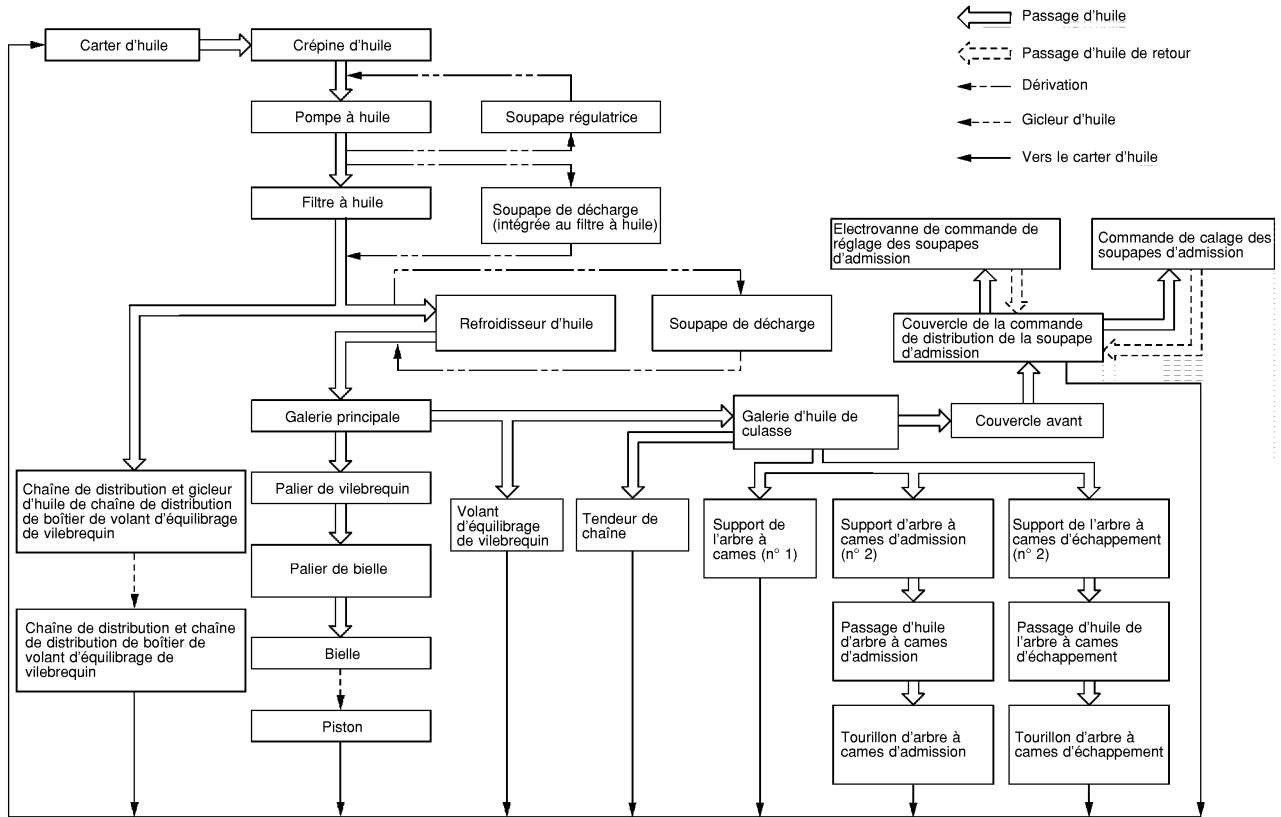 Passage d'huile
Carter d'huile
Crépine d'huile
Passage d'huile de retour
Dérivation
Pompe à huile
Soupape régulatrice
Gicleur d'huile
Vers le carter d'huile
Filtre à huile
Soupape de décharge
(intégrée au filtre à huile)
Electrovanne de commande de
réglage des soupapes
d'admission
Commande de calage des
soupapes d'admission
Refroidisseur d'huile
Soupape de décharge
Couvercle de la commande
de distribution de la soupape
d'admission
Galerie principale
Galerie d'huile de
culasse
Couvercle avant
Chaîne de distribution et gicleur
d'huile de chaîne de distribution
de boîtier de volant d'équilibrage
de vilebrequin
Palier de vilebrequin
Volant
d'équilibrage
de vilebrequin
Tendeur de
chaîne
Support de
l'arbre à
cames (n° 1)
Support d'arbre à
cames d'admission
(n° 2)
Support de l'arbre à
cames d'échappement
(n° 2)
Palier de bielle
Chaîne de distribution et chaîne
de distribution de boîtier de
volant d'équilibrage de
vilebrequin
Bielle
Passage d'huile
d'arbre à cames
d'admission
Passage d'huile de
l'arbre à cames
d'échappement
Piston
Tourillon d'arbre à
cames d'admission
Tourillon d'arbre à
cames d'échappement